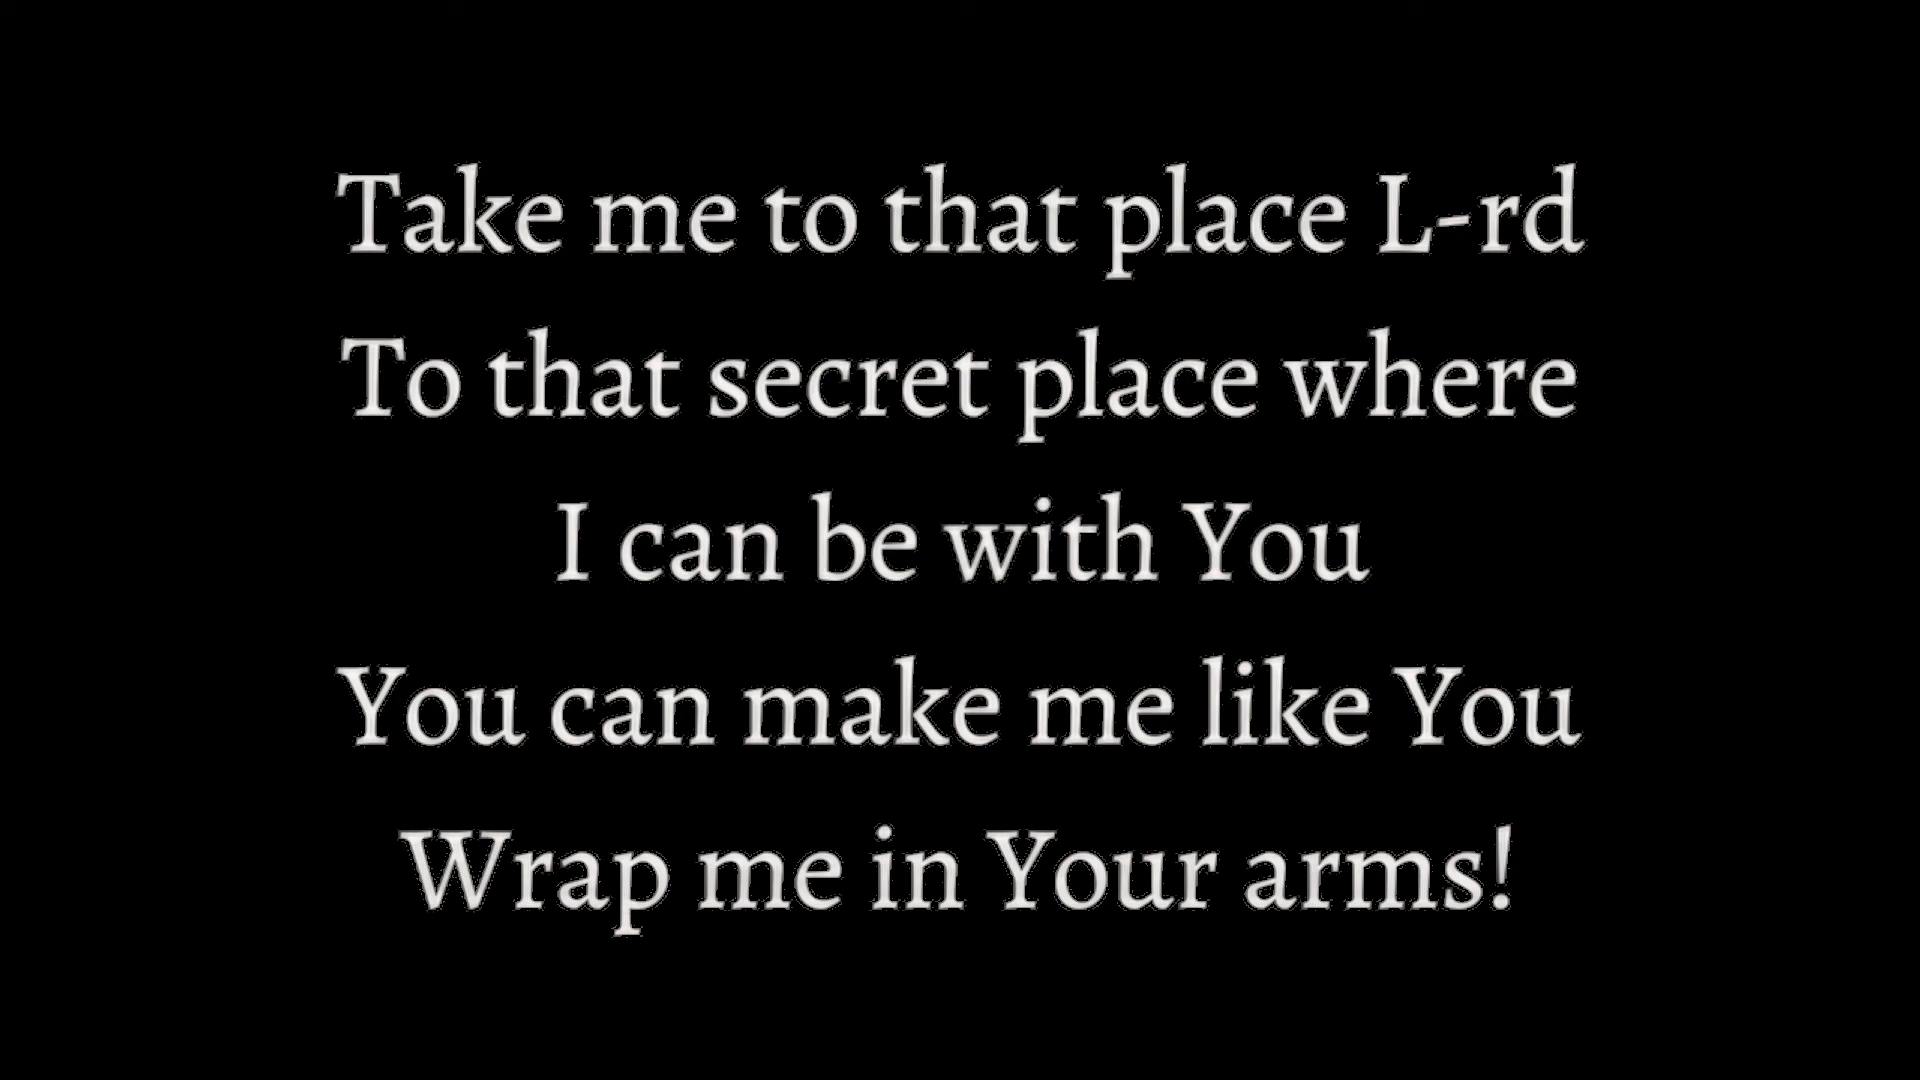 Take me to that place L-rd
To that secret place where
I can be with You
You can make me like You
Wrap me in Your arms!